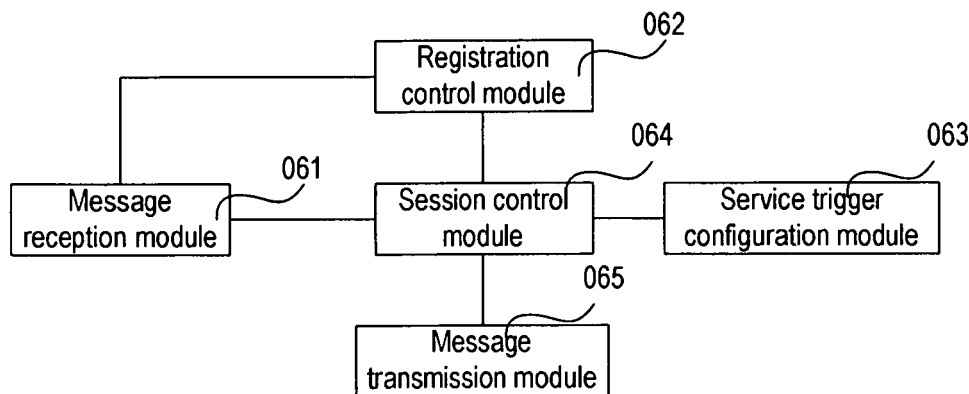 062
Registration
control module
061
Message
reception module
064
Session control
module
063
Service trigger
configuration module
065
Message
transmission module